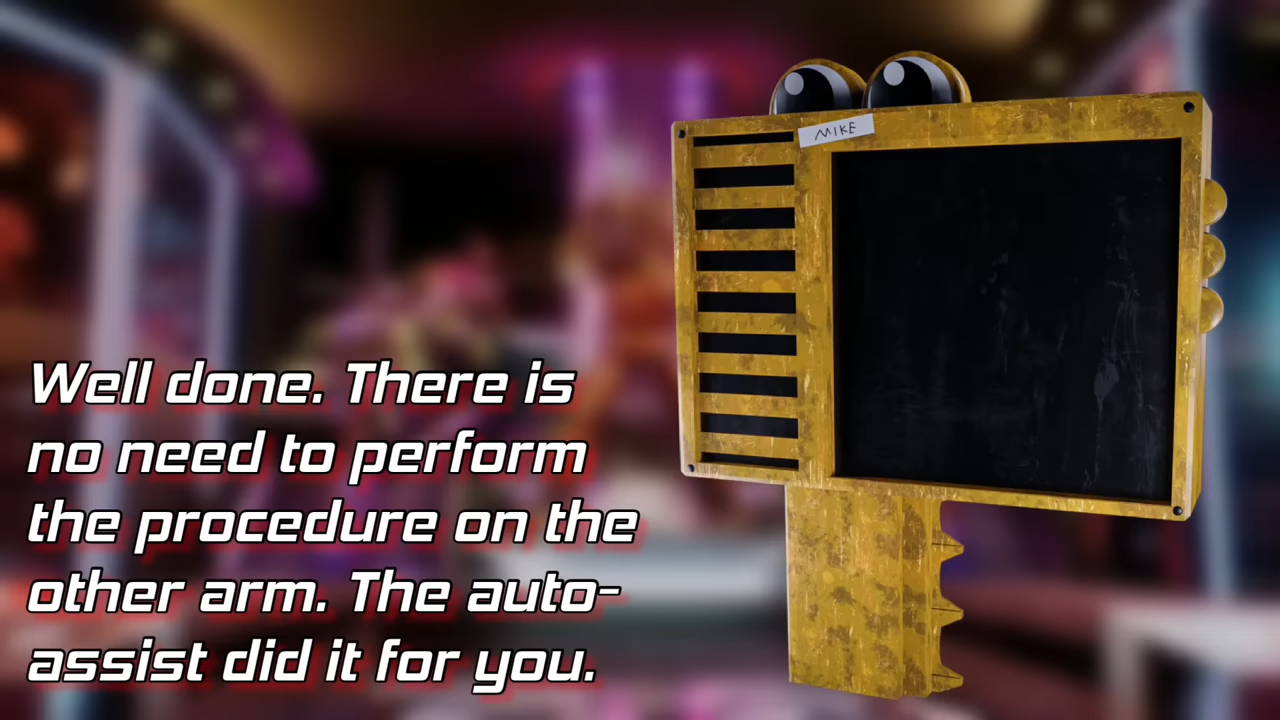 MIKE
Well done. There is
no need to perform
the procedure on the
other arm. The auto-
assist did it for you.